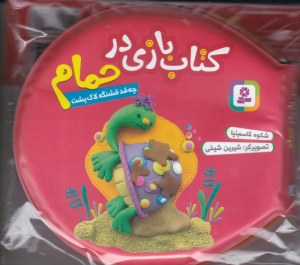 کتاب بازی در
حمام
چه قد قشنگه لاک پشت
شکوه قاسم‌نیا
تصویرگر: شیرین شیخی